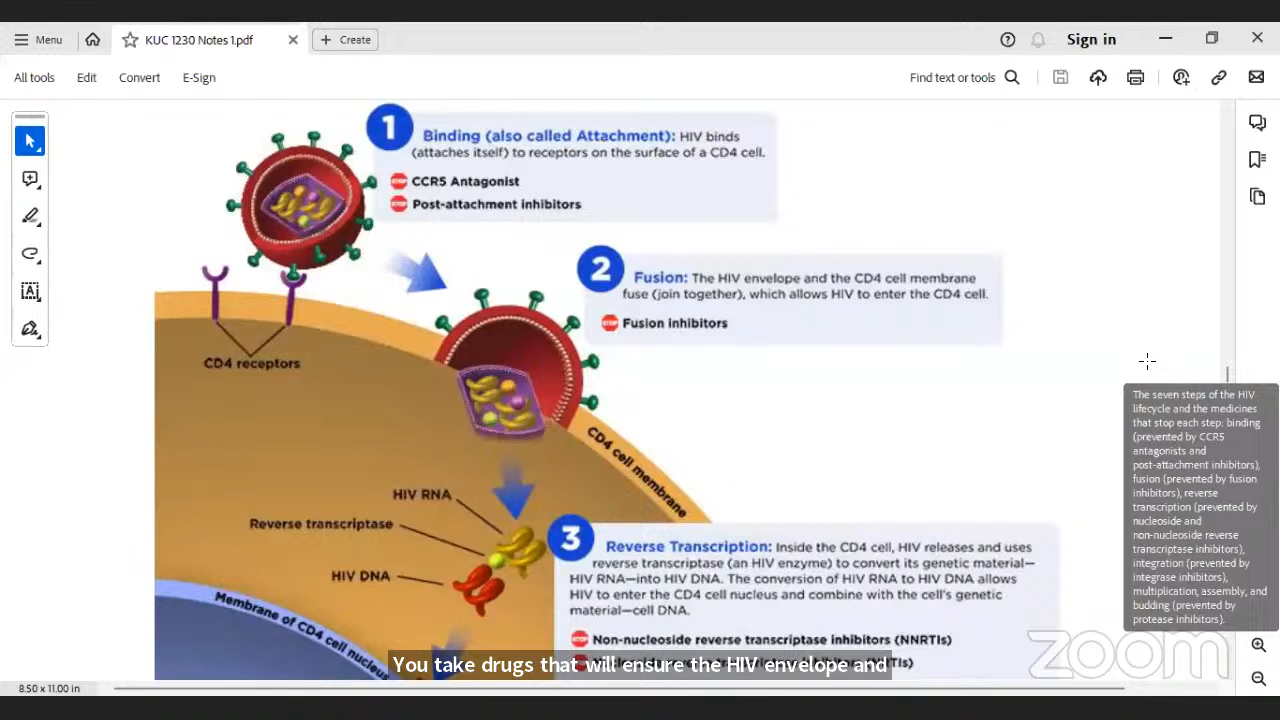 Menu
KUC 1230 Notes 1.pdf
Create
Sign in
All tools
Edit
Convert
E-Sign
Find text or tools
1
Binding (also called Attachment): HIV binds
(attaches itself) to receptors on the surface of a CD4 cell.
STOP CCR5 Antagonist
STOP Post-attachment inhibitors
2
Fusion: The HIV envelope and the CD4 cell membrane
fuse (join together), which allows HIV to enter the CD4 cell.
STOP Fusion inhibitors
CD4 receptors
CD4 cell membrane
HIV RNA
Reverse transcriptase
HIV DNA
Membrane of CD4 cell nucleus
3
Reverse Transcription: Inside the CD4 cell, HIV releases and uses
reverse transcriptase (an HIV enzyme) to convert its genetic material—
HIV RNA—into HIV DNA. The conversion of HIV RNA to HIV DNA allows
HIV to enter the CD4 cell nucleus and combine with the cell's genetic
material—cell DNA.
STOP Non-nucleoside reverse transcriptase inhibitors (NNRTIs)
The seven steps of the HIV
lifecycle and the medicines
that stop each step: binding
(prevented by CCR5
antagonists and
post-attachment inhibitors),
fusion (prevented by fusion
inhibitors), reverse
transcription (prevented by
nucleoside and
non-nucleoside reverse
transcriptase inhibitors),
integration (prevented by
integrase inhibitors),
multiplication, assembly, and
budding (prevented by
protease inhibitors).
You take drugs that will ensure the HIV envelope and
zoom
8.50 x 11.00 in